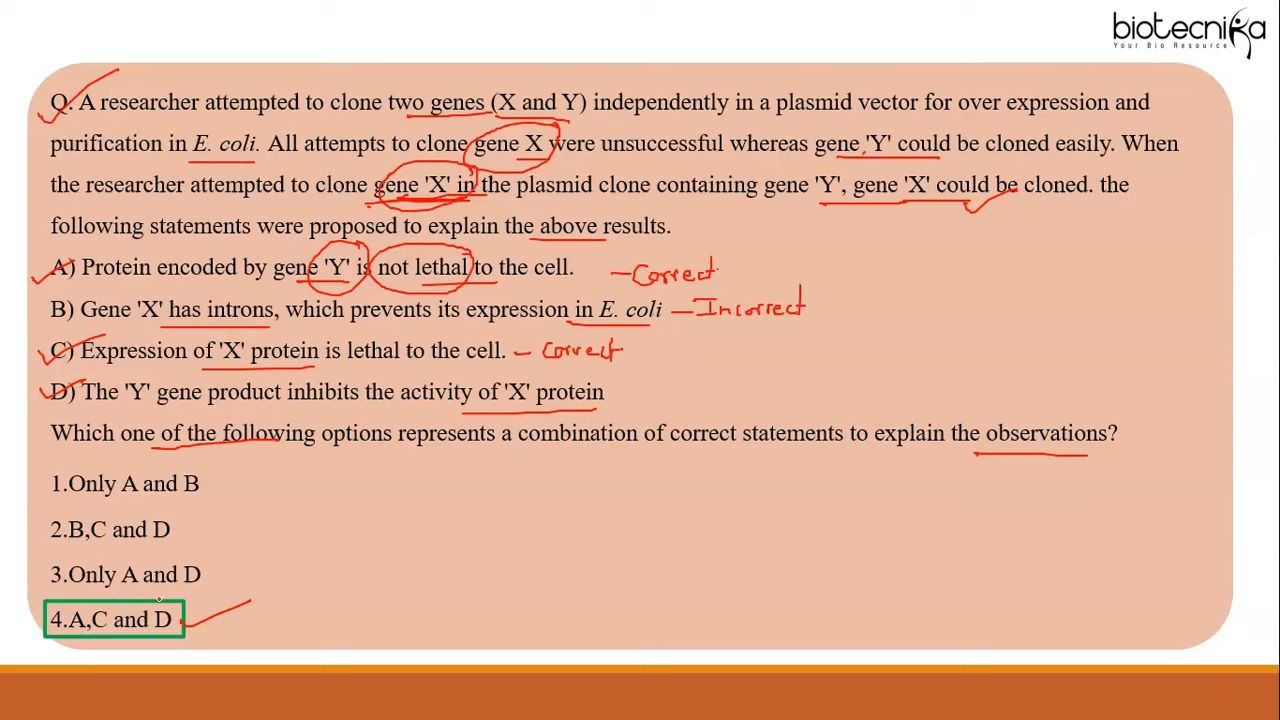 biotecnika
Your Bio Resource
Q. A researcher attempted to clone two genes (X and Y) independently in a plasmid vector for over expression and
purification in E. coli. All attempts to clone gene X were unsuccessful whereas gene 'Y' could be cloned easily. When
the researcher attempted to clone gene 'X' in the plasmid clone containing gene 'Y', gene 'X' could be cloned. the
following statements were proposed to explain the above results.
A) Protein encoded by gene 'Y' is not lethal to the cell. – Correct
B) Gene 'X' has introns, which prevents its expression in E. coli – Incorrect
C) Expression of 'X' protein is lethal to the cell. – Correct
D) The 'Y' gene product inhibits the activity of 'X' protein
Which one of the following options represents a combination of correct statements to explain the observations?
1.Only A and B
2.B,C and D
3.Only A and D
4.A,C and D